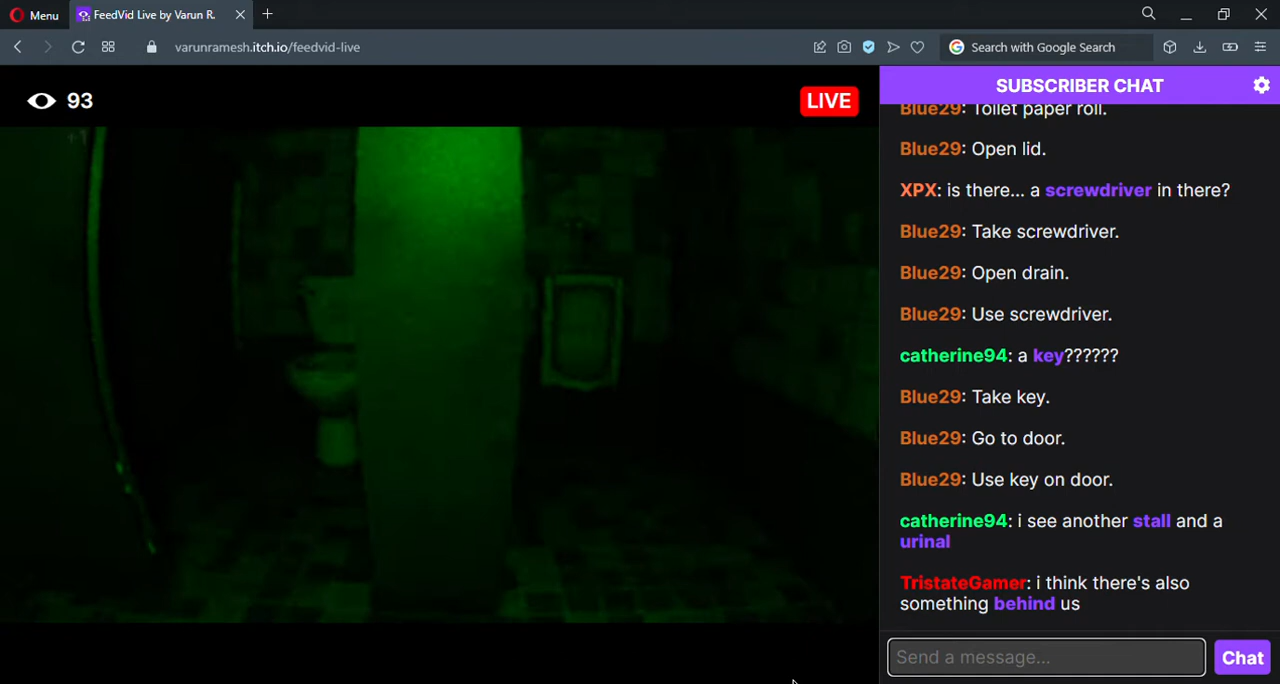 Menu
FeedVid Live by Varun R.
varunramesh.itch.io/feedvid-live
Search with Google Search
93
LIVE
SUBSCRIBER CHAT
Blue29: Toilet paper roll.
Blue29: Open lid.
XPX: is there... a screwdriver in there?
Blue29: Take screwdriver.
Blue29: Open drain.
Blue29: Use screwdriver.
catherine94: a key??????
Blue29: Take key.
Blue29: Go to door.
Blue29: Use key on door.
catherine94: i see another stall and a
urinal
TristateGamer: i think there's also
something behind us
Send a message...
Chat